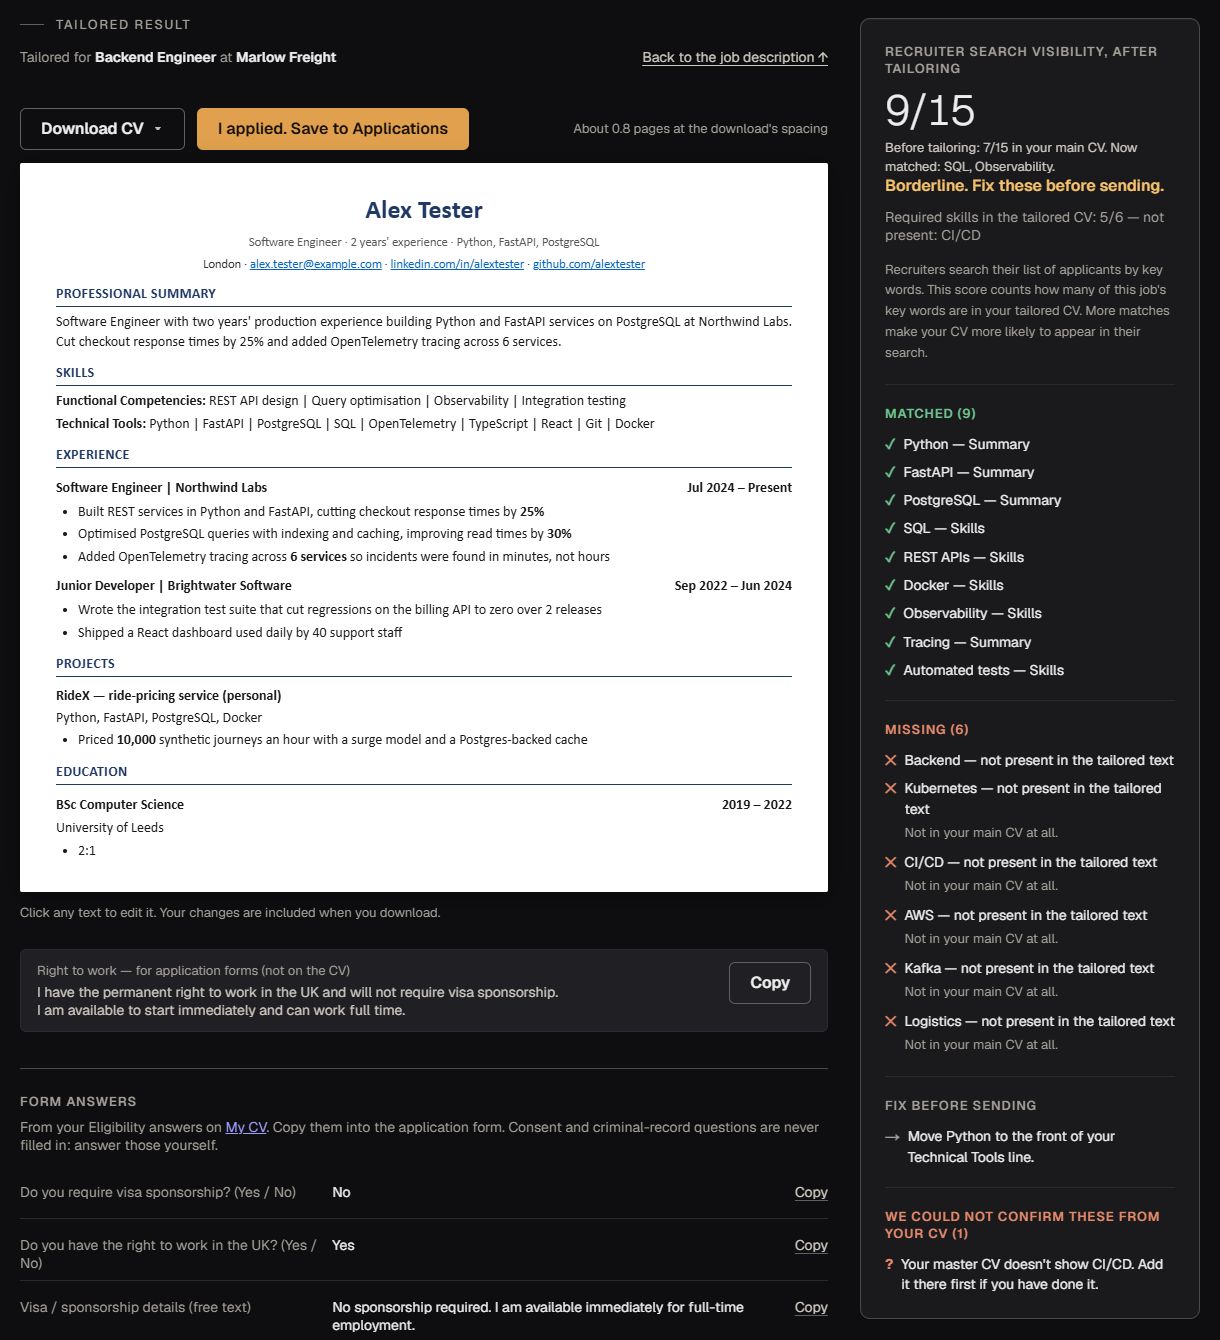 TAILORED RESULT
Tailored for Backend Engineer at Marlow Freight
Back to the job description ↑
Download CV
I applied. Save to Applications
About 0.8 pages at the download's spacing
Alex Tester
Software Engineer · 2 years' experience · Python, FastAPI, PostgreSQL
London · alex.tester@example.com · linkedin.com/in/alextester · github.com/alextester
PROFESSIONAL SUMMARY
Software Engineer with two years' production experience building Python and FastAPI services on PostgreSQL at Northwind Labs.
Cut checkout response times by 25% and added OpenTelemetry tracing across 6 services.
SKILLS
Functional Competencies: REST API design | Query optimisation | Observability | Integration testing
Technical Tools: Python | FastAPI | PostgreSQL | SQL | OpenTelemetry | TypeScript | React | Git | Docker
EXPERIENCE
Software Engineer | Northwind Labs Jul 2024 – Present
• Built REST services in Python and FastAPI, cutting checkout response times by 25%
• Optimised PostgreSQL queries with indexing and caching, improving read times by 30%
• Added OpenTelemetry tracing across 6 services so incidents were found in minutes, not hours
Junior Developer | Brightwater Software Sep 2022 – Jun 2024
• Wrote the integration test suite that cut regressions on the billing API to zero over 2 releases
• Shipped a React dashboard used daily by 40 support staff
PROJECTS
RideX — ride-pricing service (personal)
Python, FastAPI, PostgreSQL, Docker
• Priced 10,000 synthetic journeys an hour with a surge model and a Postgres-backed cache
EDUCATION
BSc Computer Science 2019 – 2022
University of Leeds
• 2:1
Click any text to edit it. Your changes are included when you download.
Right to work — for application forms (not on the CV)
I have the permanent right to work in the UK and will not require visa sponsorship.
I am available to start immediately and can work full time.
Copy
FORM ANSWERS
From your Eligibility answers on My CV. Copy them into the application form. Consent and criminal-record questions are never
filled in: answer those yourself.
Do you require visa sponsorship? (Yes / No) No Copy
Do you have the right to work in the UK? (Yes / Yes Copy
No)
Visa / sponsorship details (free text) No sponsorship required. I am available immediately for full-time Copy
employment.
RECRUITER SEARCH VISIBILITY, AFTER
TAILORING
9/15
Before tailoring: 7/15 in your main CV. Now
matched: SQL, Observability.
Borderline. Fix these before sending.
Required skills in the tailored CV: 5/6 — not
present: CI/CD
Recruiters search their list of applicants by key
words. This score counts how many of this job's
key words are in your tailored CV. More matches
make your CV more likely to appear in their
search.
MATCHED (9)
✓ Python — Summary
✓ FastAPI — Summary
✓ PostgreSQL — Summary
✓ SQL — Skills
✓ REST APIs — Skills
✓ Docker — Skills
✓ Observability — Skills
✓ Tracing — Summary
✓ Automated tests — Skills
MISSING (6)
✕ Backend — not present in the tailored text
✕ Kubernetes — not present in the tailored
text
Not in your main CV at all.
✕ CI/CD — not present in the tailored text
Not in your main CV at all.
✕ AWS — not present in the tailored text
Not in your main CV at all.
✕ Kafka — not present in the tailored text
Not in your main CV at all.
✕ Logistics — not present in the tailored text
Not in your main CV at all.
FIX BEFORE SENDING
→ Move Python to the front of your
Technical Tools line.
WE COULD NOT CONFIRM THESE FROM
YOUR CV (1)
? Your master CV doesn't show CI/CD. Add
it there first if you have done it.